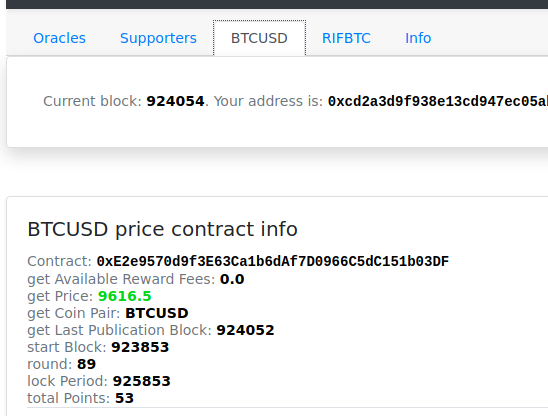 Oracles Supporters BTCUSD RIFBTC Info
Current block: 924054. Your address is: 0xcd2a3d9f938e13cd947ec05a
BTCUSD price contract info
Contract: 0xE2e9570d9f3E63Ca1b6dAf7D0966C5dC151b03DF
get Available Reward Fees: 0.0
get Price: 9616.5
get Coin Pair: BTCUSD
get Last Publication Block: 924052
start Block: 923853
round: 89
lock Period: 925853
total Points: 53